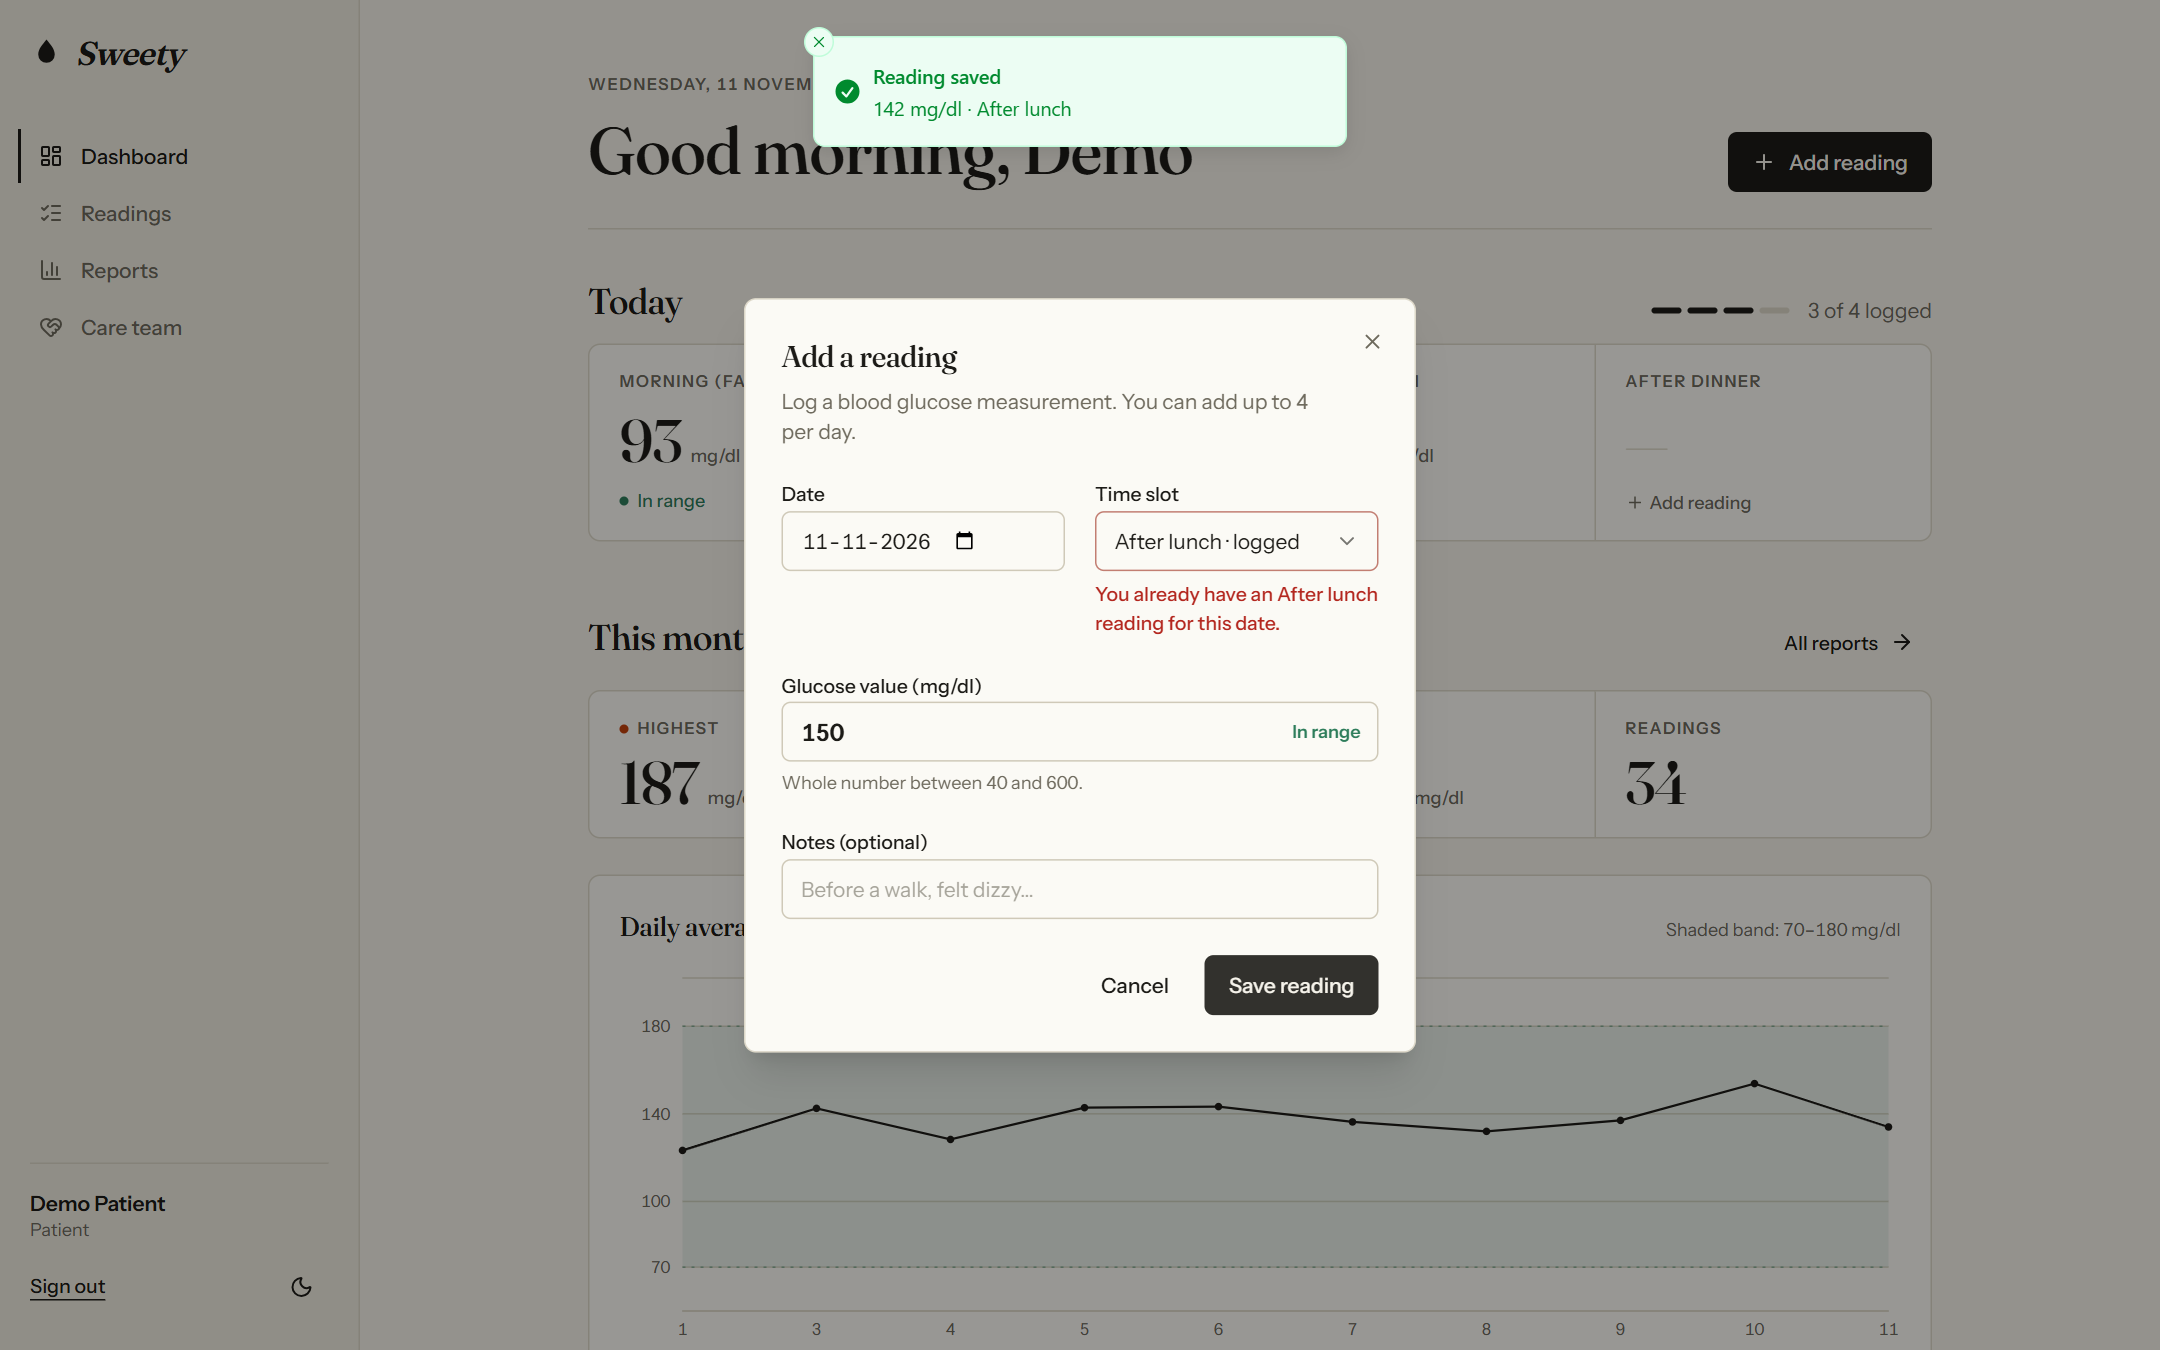 Sweety
Dashboard
Readings
Reports
Care team
Demo Patient
Patient
Sign out
WEDNESDAY, 11 NOVEM
Reading saved
142 mg/dl · After lunch
Good morning, Demo
Add reading
Today
3 of 4 logged
MORNING (FA
93 mg/dl
In range
/dl
AFTER DINNER
Add reading
Add a reading
Log a blood glucose measurement. You can add up to 4
per day.
Date
11-11-2026
Time slot
After lunch · logged
You already have an After lunch
reading for this date.
Glucose value (mg/dl)
150
In range
Whole number between 40 and 600.
Notes (optional)
Before a walk, felt dizzy...
Cancel
Save reading
This mont
All reports
HIGHEST
187 mg/
mg/dl
READINGS
34
Daily avera
Shaded band: 70–180 mg/dl
180
140
100
70
1 3 4 5 6 7 8 9 10 11